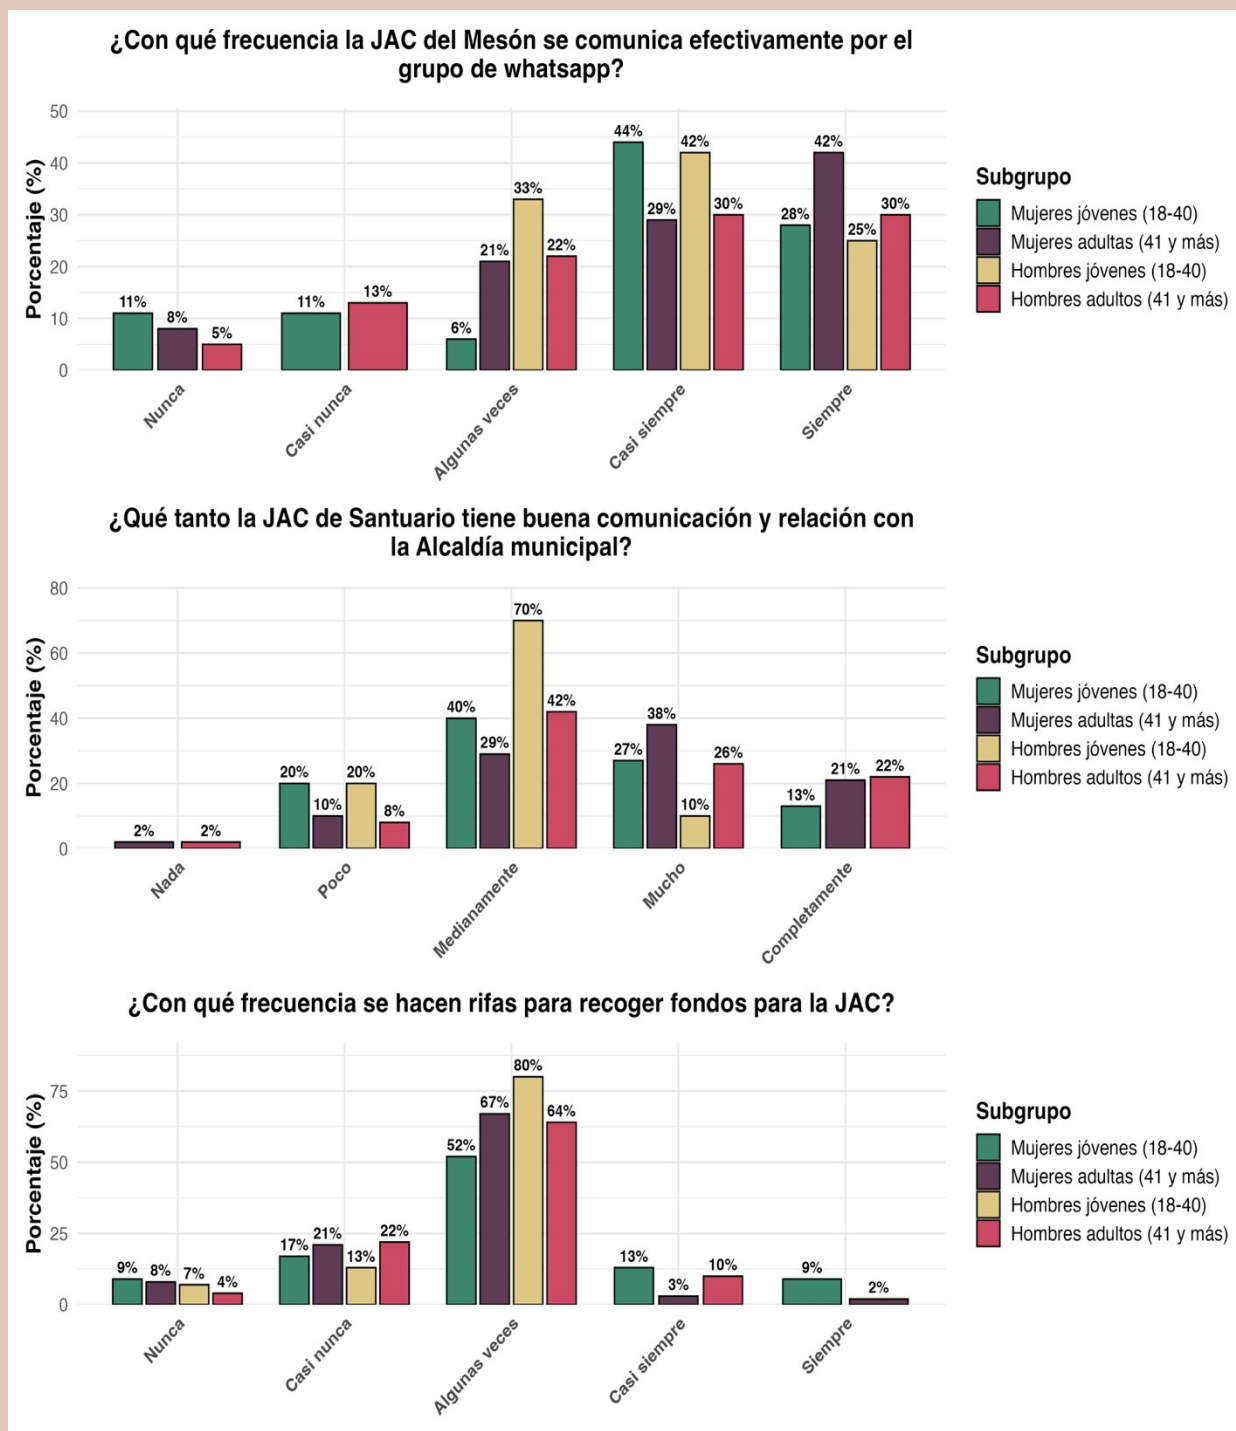 ¿Con qué frecuencia la JAC del Mesón se comunica efectivamente por el
grupo de whatsapp?
Porcentaje (%)
50
40
30
20
10
0
11%
8%
5%
11%
13%
6%
21%
33%
22%
44%
29%
42%
30%
28%
42%
25%
30%
Nunca
Casi nunca
Algunas veces
Casi siempre
Siempre
Subgrupo
Mujeres jóvenes (18-40)
Mujeres adultas (41 y más)
Hombres jóvenes (18-40)
Hombres adultos (41 y más)
¿Qué tanto la JAC de Santuario tiene buena comunicación y relación con
la Alcaldía municipal?
Porcentaje (%)
80
60
40
20
0
2%
2%
20%
10%
20%
8%
40%
29%
70%
42%
27%
38%
10%
26%
13%
21%
22%
Nada
Poco
Medianamente
Mucho
Completamente
Subgrupo
Mujeres jóvenes (18-40)
Mujeres adultas (41 y más)
Hombres jóvenes (18-40)
Hombres adultos (41 y más)
¿Con qué frecuencia se hacen rifas para recoger fondos para la JAC?
Porcentaje (%)
75
50
25
0
9%
8%
7%
4%
17%
21%
13%
22%
52%
67%
80%
64%
13%
3%
10%
9%
2%
Nunca
Casi nunca
Algunas veces
Casi siempre
Siempre
Subgrupo
Mujeres jóvenes (18-40)
Mujeres adultas (41 y más)
Hombres jóvenes (18-40)
Hombres adultos (41 y más)